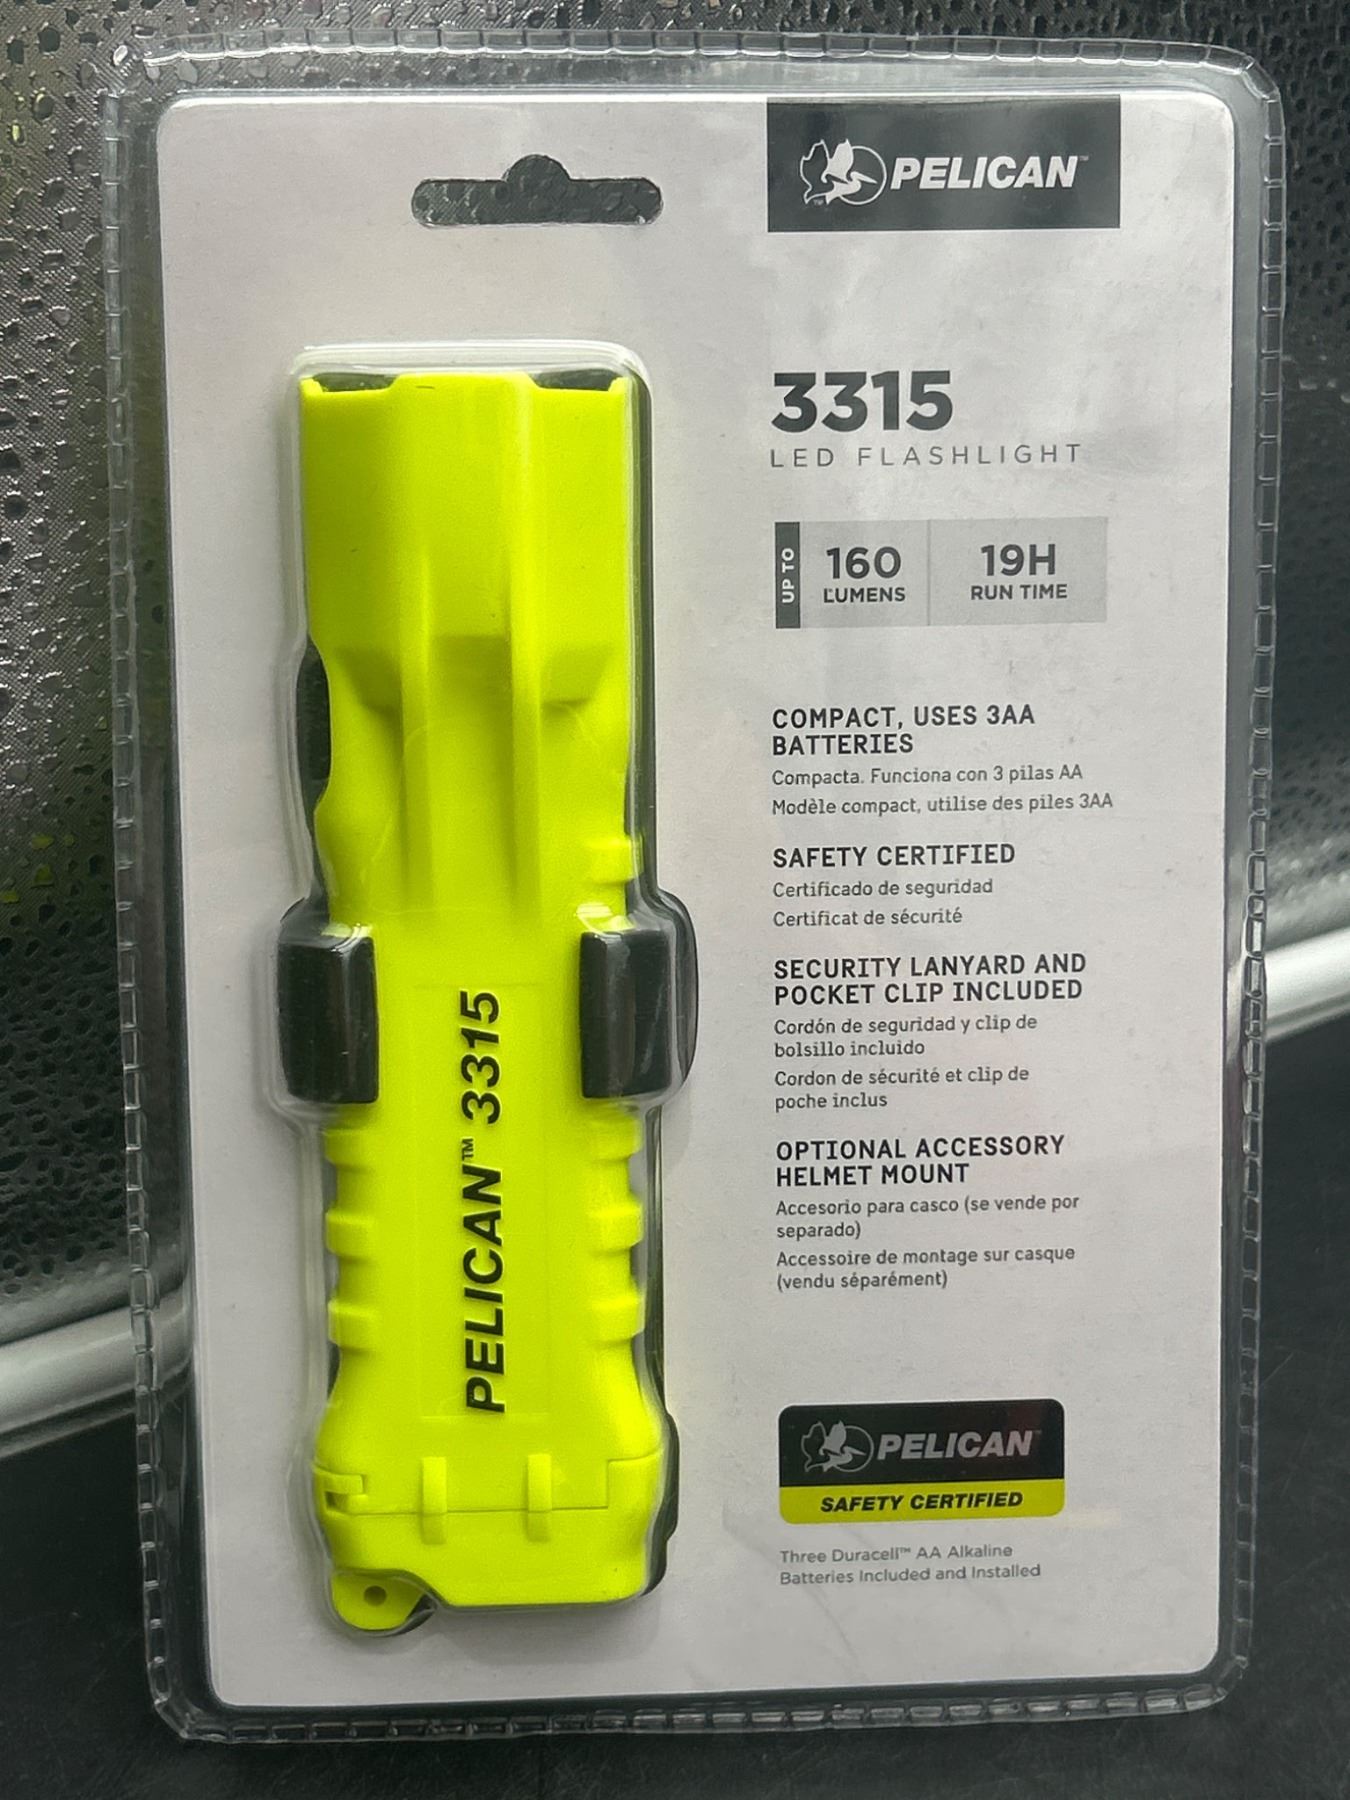 PELICAN™
3315
LED FLASHLIGHT
UP TO
160
LUMENS
19H
RUN TIME
COMPACT, USES 3AA
BATTERIES
Compacta. Funciona con 3 pilas AA
Modèle compact, utilise des piles 3AA
SAFETY CERTIFIED
Certificado de seguridad
Certificat de sécurité
SECURITY LANYARD AND
POCKET CLIP INCLUDED
Cordón de seguridad y clip de
bolsillo incluido
Cordon de sécurité et clip de
poche inclus
OPTIONAL ACCESSORY
HELMET MOUNT
Accesorio para casco (se vende por
separado)
Accessoire de montage sur casque
(vendu séparément)
PELICAN™ 3315
PELICAN™
SAFETY CERTIFIED
Three Duracell™ AA Alkaline
Batteries Included and Installed